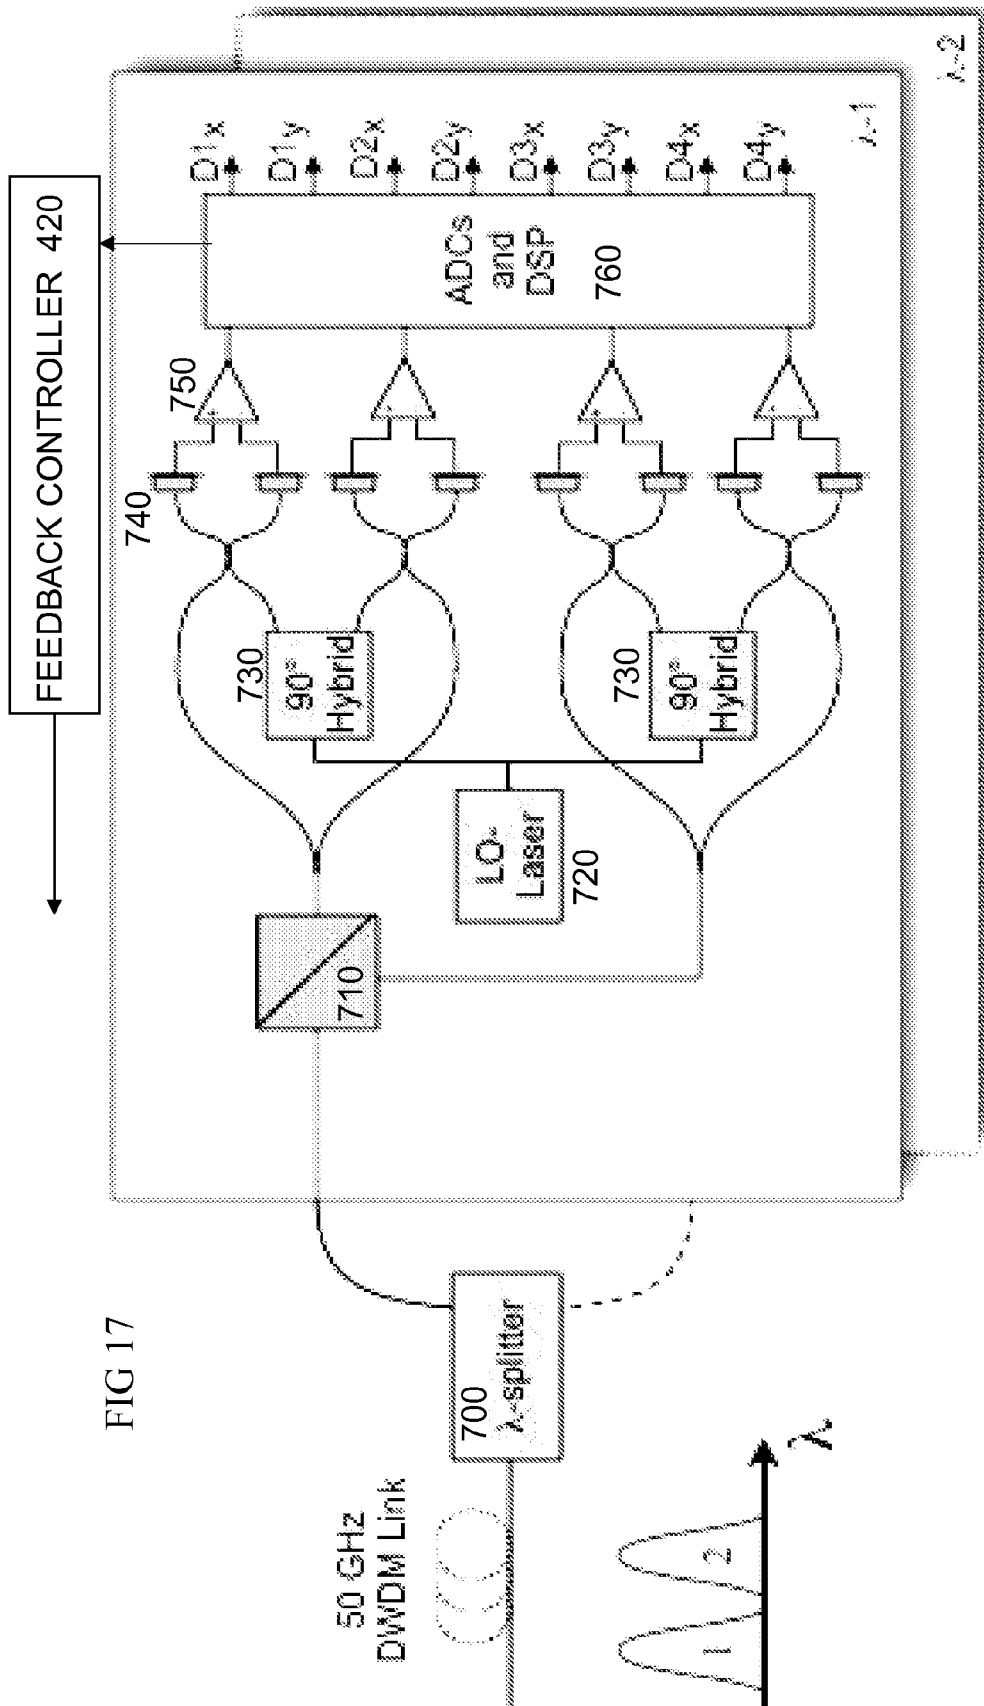 FEEDBACK CONTROLLER 420
λ-2
λ-1
D1x
D1y
D2x
D2y
D3x
D3y
D4x
D4y
ADCs
and
DSP
760
750
740
730
90°
Hybrid
730
90°
Hybrid
LO-
Laser
720
710
700
λ-splitter
FIG 17
50 GHz
DWDM Link
1
2
λ